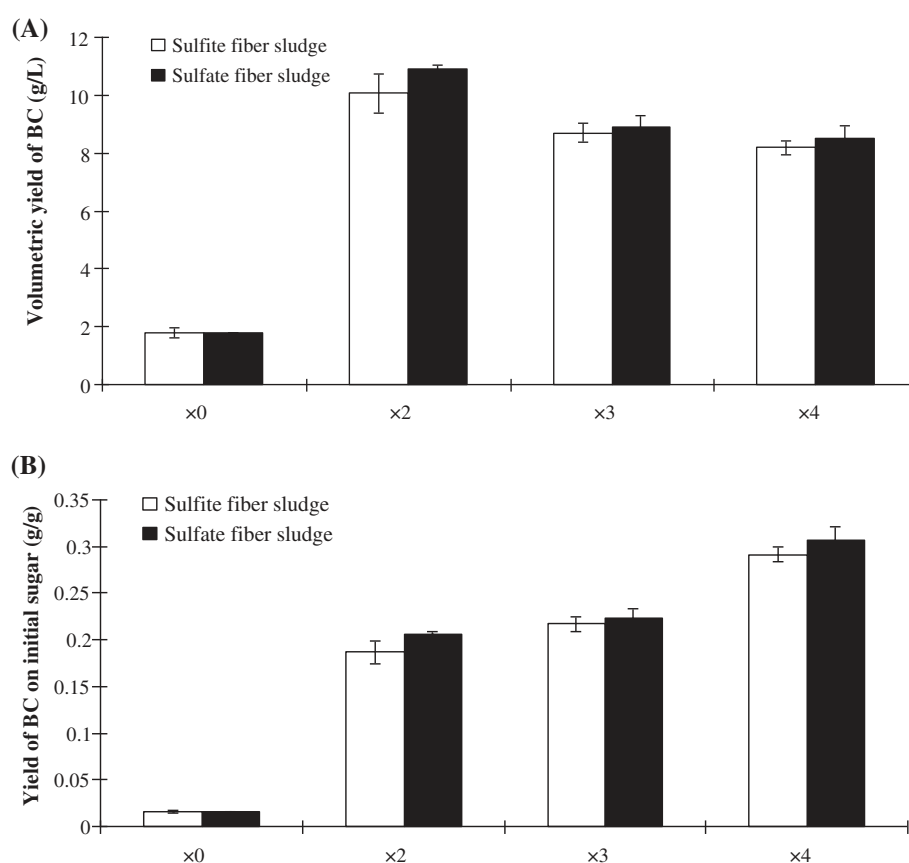 (A)
Volumetric yield of BC (g/L)
12
10
8
6
4
2
0
Sulfite fiber sludge
Sulfate fiber sludge
×0 ×2 ×3 ×4
(B)
Yield of BC on initial sugar (g/g)
0.35
0.3
0.25
0.2
0.15
0.1
0.05
0
Sulfite fiber sludge
Sulfate fiber sludge
×0 ×2 ×3 ×4